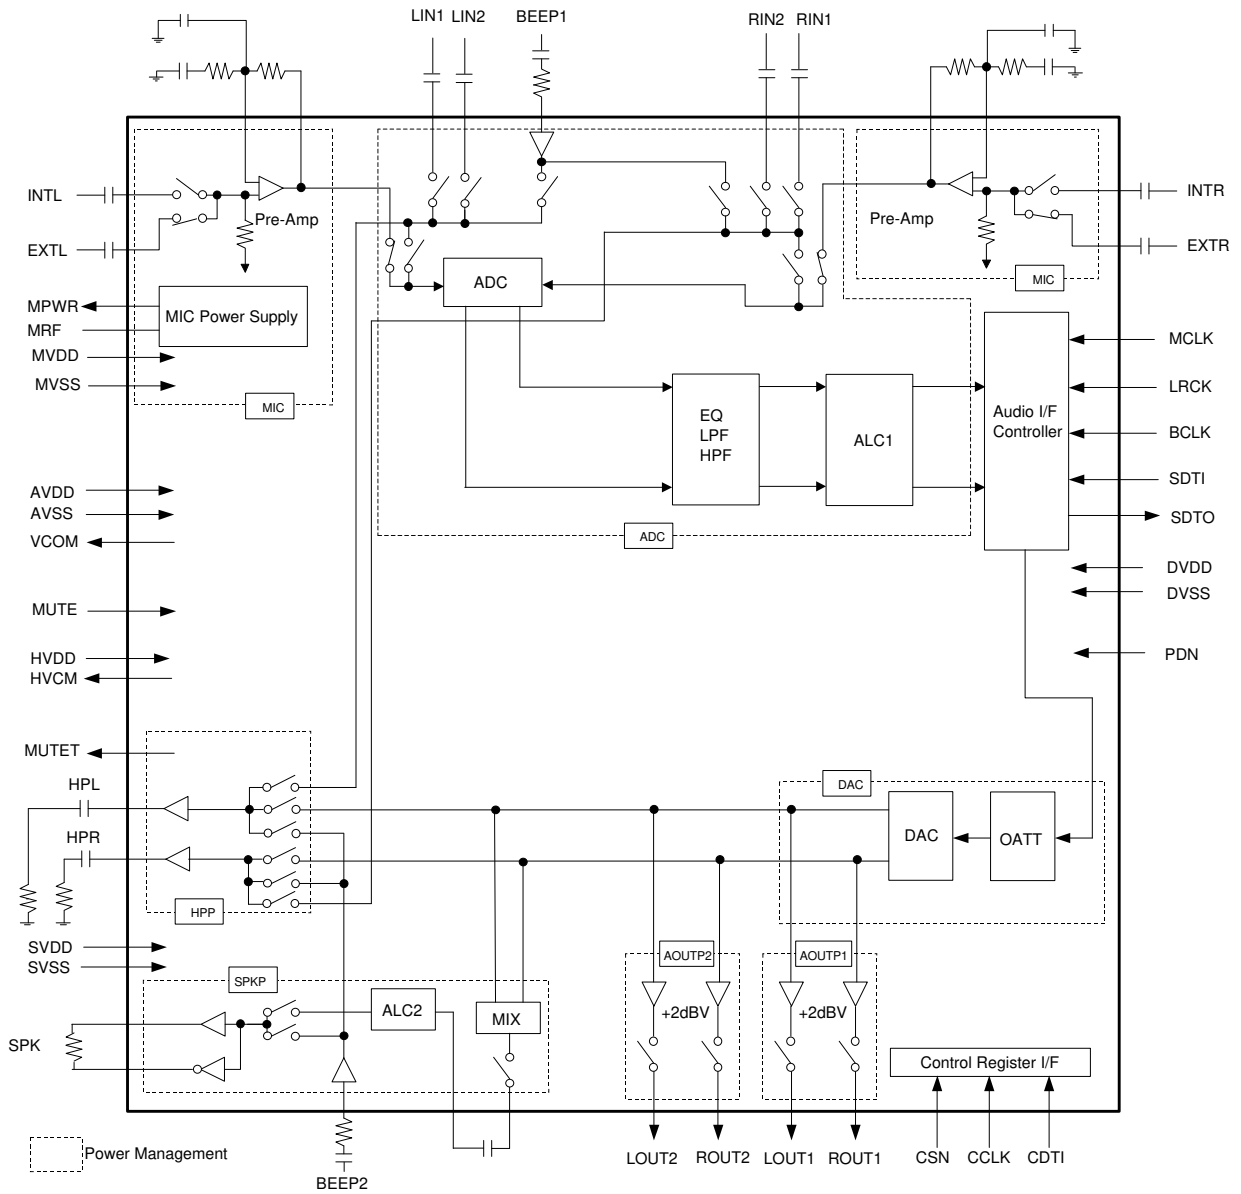 LIN1 LIN2 BEEP1 RIN2 RIN1
INTL
Pre-Amp
EXTL
MPWR
MRF
MIC Power Supply
MVDD
MVSS
MIC
ADC
Pre-Amp
INTR
EXTR
MIC
EQ
LPF
HPF
ALC1
Audio I/F
Controller
ADC
MCLK
LRCK
BCLK
SDTI
SDTO
DVDD
DVSS
PDN
AVDD
AVSS
VCOM
MUTE
HVDD
HVCM
MUTET
HPL
HPR
HPP
DAC
DAC
OATT
SVDD
SVSS
SPKP
ALC2
MIX
SPK
AOUTP2
+2dBV
AOUTP1
+2dBV
Control Register I/F
Power Management
BEEP2
LOUT2 ROUT2 LOUT1 ROUT1 CSN CCLK CDTI